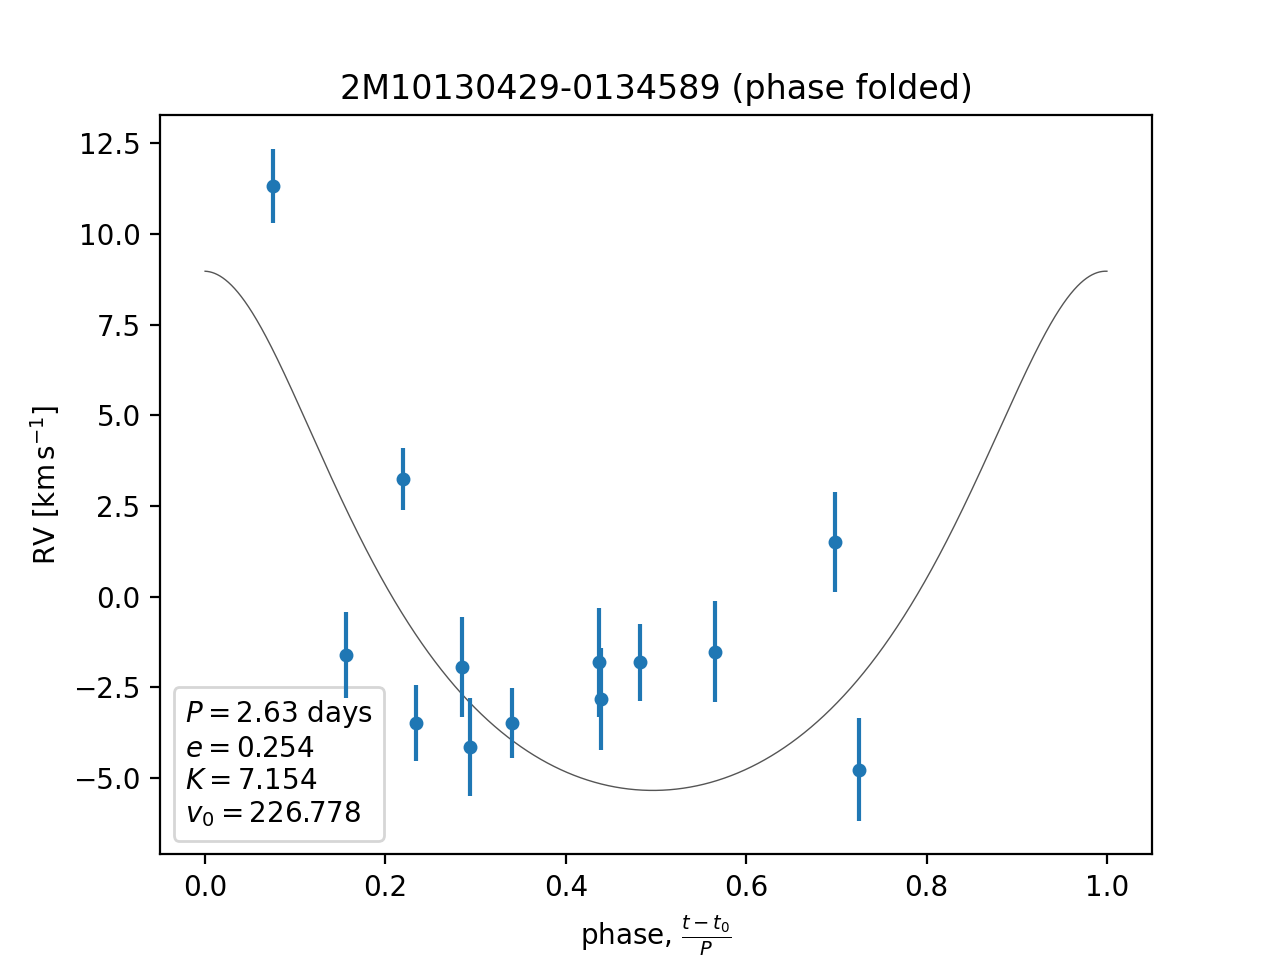 2M10130429-0134589 (phase folded)
12.5
10.0
7.5
5.0
2.5
0.0
−2.5
−5.0
RV [km s⁻¹]
P = 2.63 days
e = 0.254
K = 7.154
v₀ = 226.778
0.0 0.2 0.4 0.6 0.8 1.0
phase, (t − t₀)/P